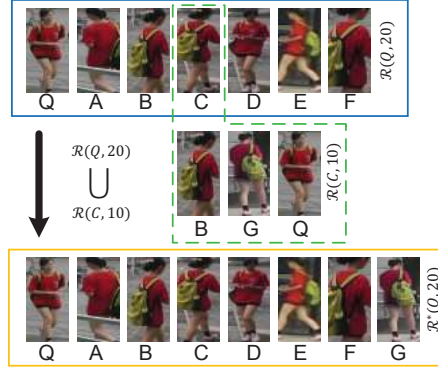 Q A B C D E F
ℛ(Q,20)
ℛ(Q,20)
⋃
ℛ(C,10)
B G Q
ℛ(C,10)
Q A B C D E F G
ℛ*(Q,20)